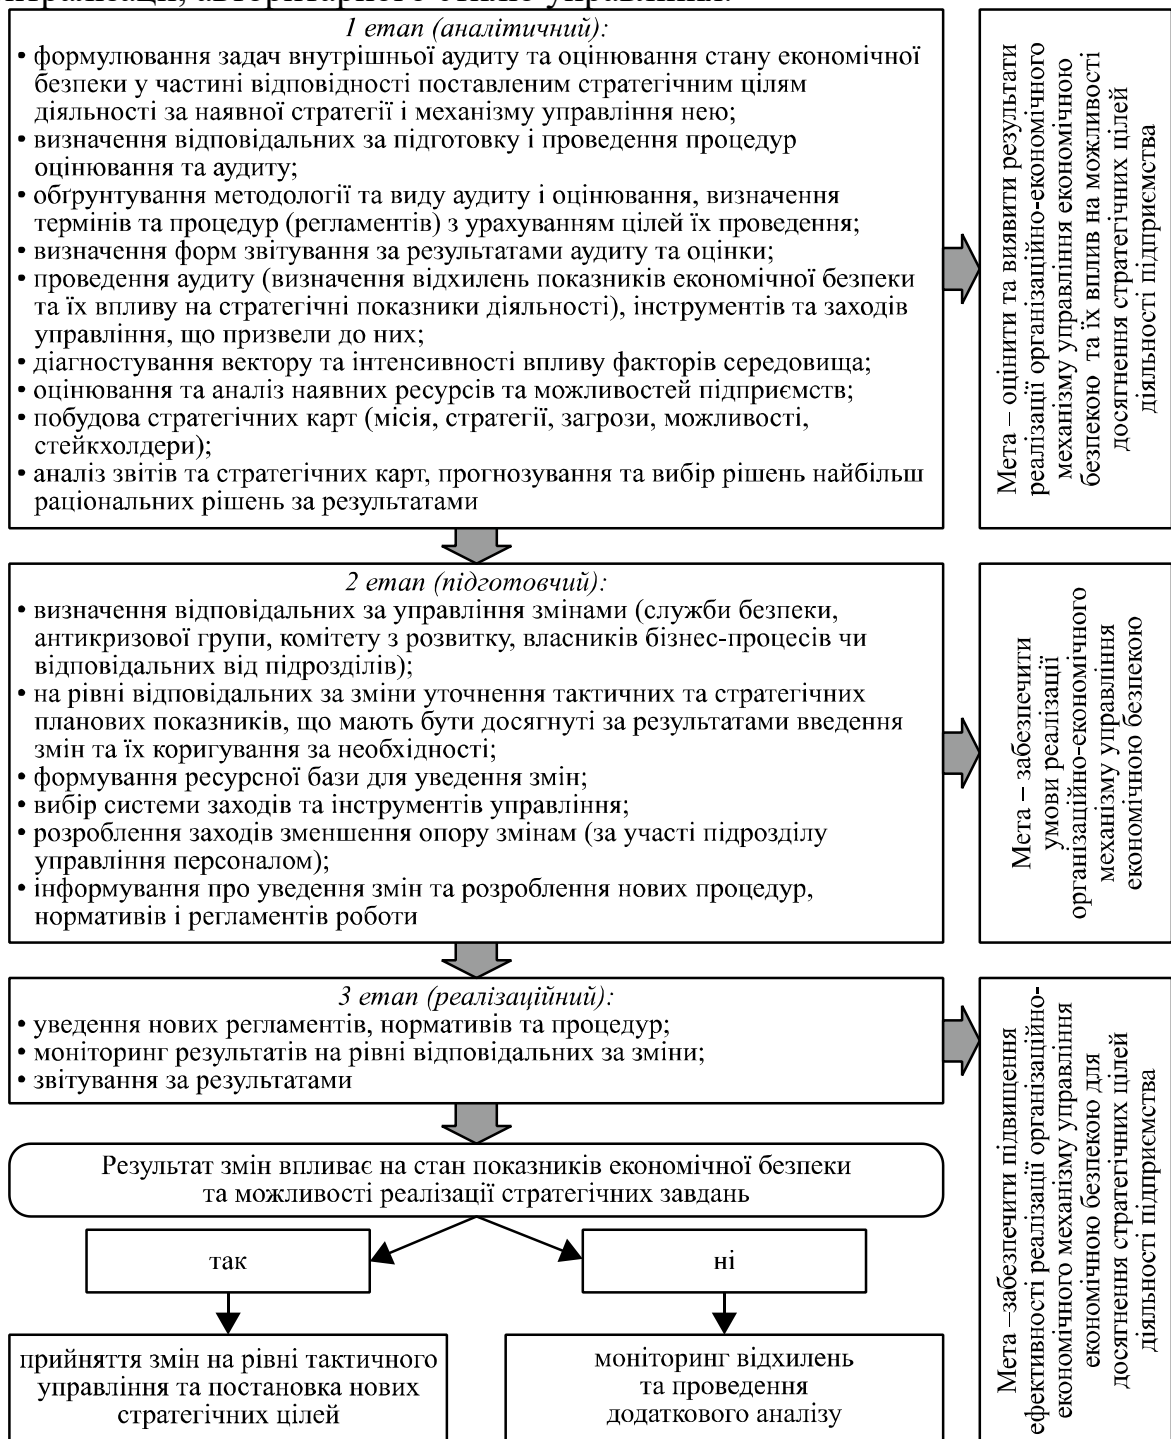 1 етап (аналітичний):
• формулювання задач внутрішньої аудиту та оцінювання стану економічної
безпеки у частині відповідності поставленим стратегічним цілям
діяльності за наявної стратегії і механізму управління нею;
• визначення відповідальних за підготовку і проведення процедур
оцінювання та аудиту;
• обґрунтування методології та виду аудиту і оцінювання, визначення
термінів та процедур (регламентів) з урахуванням цілей їх проведення;
• визначення форм звітування за результатами аудиту та оцінки;
• проведення аудиту (визначення відхилень показників економічної безпеки
та їх впливу на стратегічні показники діяльності), інструментів та заходів
управління, що призвели до них;
• діагностування вектору та інтенсивності впливу факторів середовища;
• оцінювання та аналіз наявних ресурсів та можливостей підприємств;
• побудова стратегічних карт (місія, стратегії, загрози, можливості,
стейкхолдери);
• аналіз звітів та стратегічних карт, прогнозування та вибір рішень найбільш
раціональних рішень за результатами
Мета – оцінити та виявити результати
реалізації організаційно-економічного
механізму управління економічною
безпекою та їх вплив на можливості
досягнення стратегічних цілей
діяльності підприємства
2 етап (підготовчий):
• визначення відповідальних за управління змінами (служби безпеки,
антикризової групи, комітету з розвитку, власників бізнес-процесів чи
відповідальних від підрозділів);
• на рівні відповідальних за зміни уточнення тактичних та стратегічних
планових показників, що мають бути досягнуті за результатами введення
змін та їх коригування за необхідності;
• формування ресурсної бази для уведення змін;
• вибір системи заходів та інструментів управління;
• розроблення заходів зменшення опору змінам (за участі підрозділу
управління персоналом);
• інформування про уведення змін та розроблення нових процедур,
нормативів і регламентів роботи
Мета – забезпечити
умови реалізації
організаційно-економічного
механізму управління
економічною безпекою
3 етап (реалізаційний):
• уведення нових регламентів, нормативів та процедур;
• моніторинг результатів на рівні відповідальних за зміни;
• звітування за результатами
Мета –забезпечити підвищення
ефективності реалізації організаційно-
економічного механізму управління
економічною безпекою для
досягнення стратегічних цілей
діяльності підприємства
Результат змін впливає на стан показників економічної безпеки
та можливості реалізації стратегічних завдань
так
ні
прийняття змін на рівні тактичного
управління та постановка нових
стратегічних цілей
моніторинг відхилень
та проведення
додаткового аналізу